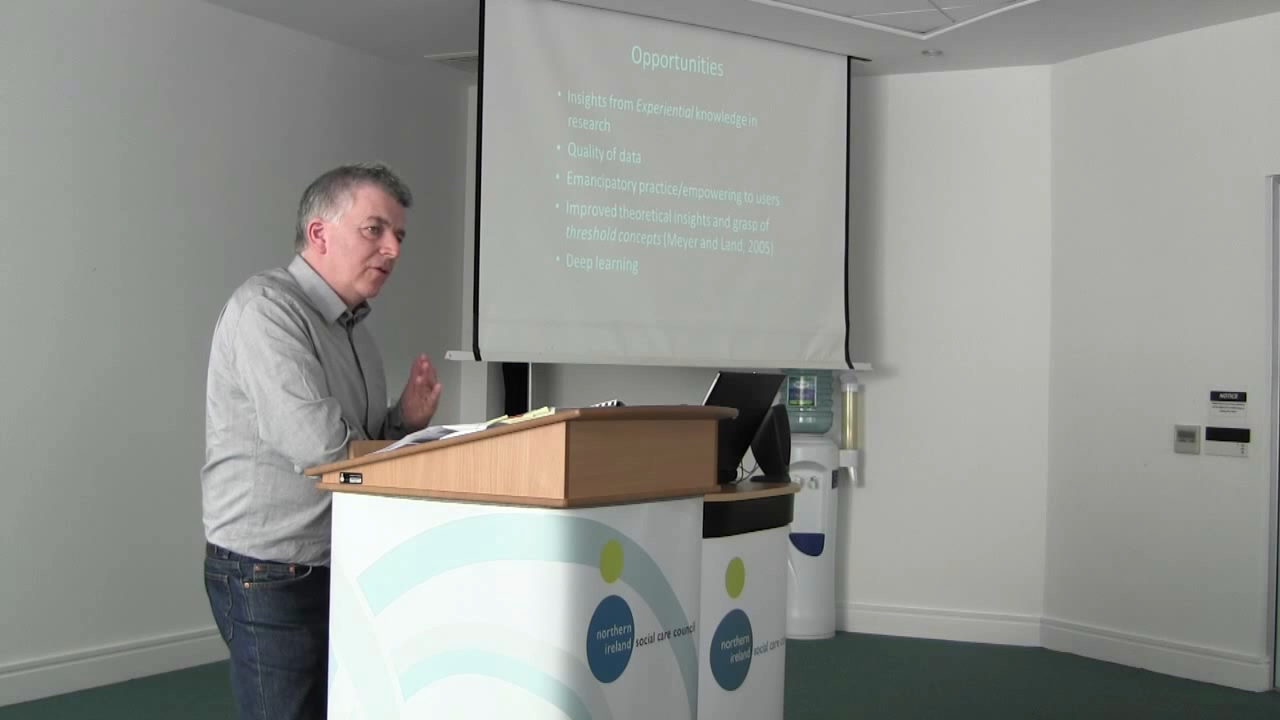 Opportunities
• Insights from Experiential knowledge in
research
• Quality of data
• Emancipatory practice/empowering to users
• Improved theoretical insights and grasp of
threshold concepts (Meyer and Land, 2005)
• Deep learning
NOTICE
northern
ireland social care council
northern
ireland social care